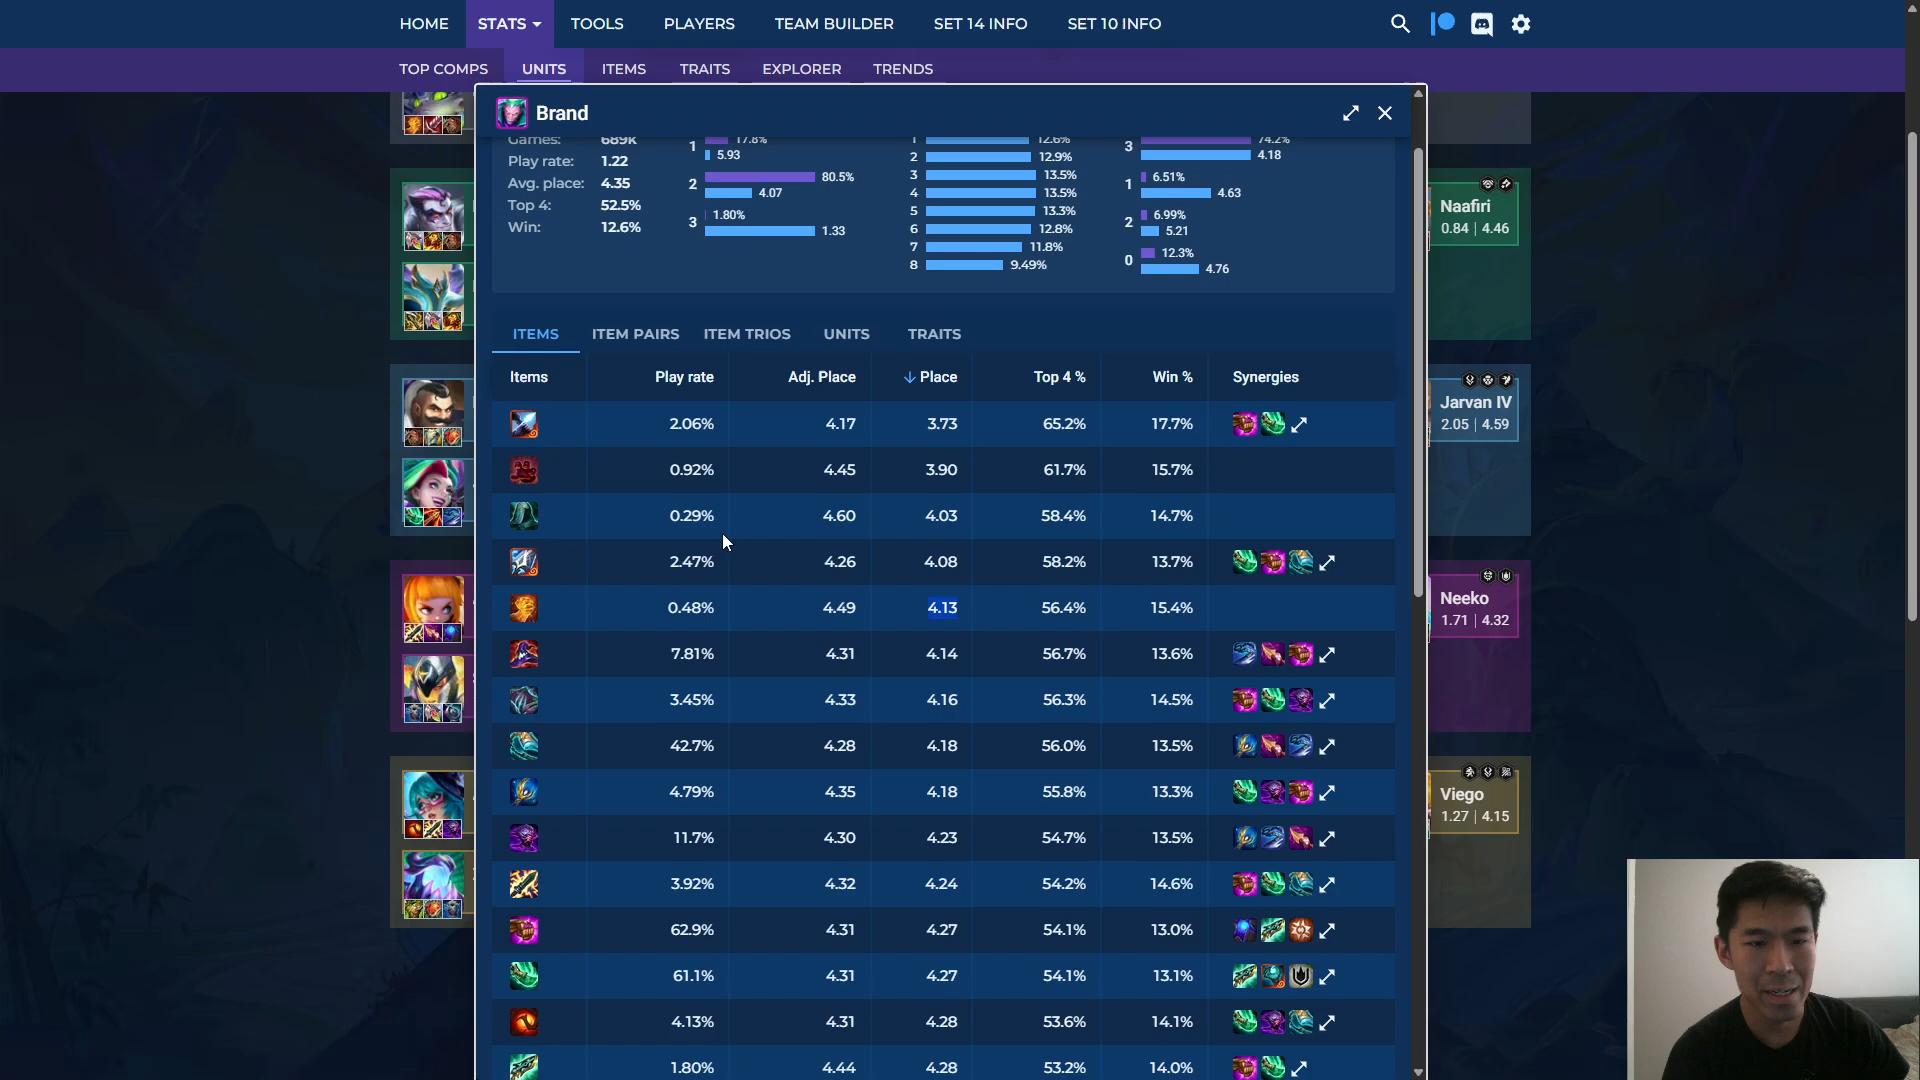 HOME STATS TOOLS PLAYERS TEAM BUILDER SET 14 INFO SET 10 INFO
TOP COMPS UNITS ITEMS TRAITS EXPLORER TRENDS
Brand
Games: 689k
Play rate: 1.22
Avg. place: 4.35
Top 4: 52.5%
Win: 12.6%
1 17.8%
5.93
2 80.5%
4.07
3 1.80%
1.33
1 12.6%
2 12.9%
3 13.5%
4 13.5%
5 13.3%
6 12.8%
7 11.8%
8 9.49%
3 74.2%
4.18
1 6.51%
4.63
2 6.99%
5.21
0 12.3%
4.76
ITEMS ITEM PAIRS ITEM TRIOS UNITS TRAITS
Items Play rate Adj. Place Place Top 4 % Win % Synergies
2.06% 4.17 3.73 65.2% 17.7%
0.92% 4.45 3.90 61.7% 15.7%
0.29% 4.60 4.03 58.4% 14.7%
2.47% 4.26 4.08 58.2% 13.7%
0.48% 4.49 4.13 56.4% 15.4%
7.81% 4.31 4.14 56.7% 13.6%
3.45% 4.33 4.16 56.3% 14.5%
42.7% 4.28 4.18 56.0% 13.5%
4.79% 4.35 4.18 55.8% 13.3%
11.7% 4.30 4.23 54.7% 13.5%
3.92% 4.32 4.24 54.2% 14.6%
62.9% 4.31 4.27 54.1% 13.0%
61.1% 4.31 4.27 54.1% 13.1%
4.13% 4.31 4.28 53.6% 14.1%
1.80% 4.44 4.28 53.2% 14.0%
Naafiri
0.84 | 4.46
Jarvan IV
2.05 | 4.59
Neeko
1.71 | 4.32
Viego
1.27 | 4.15